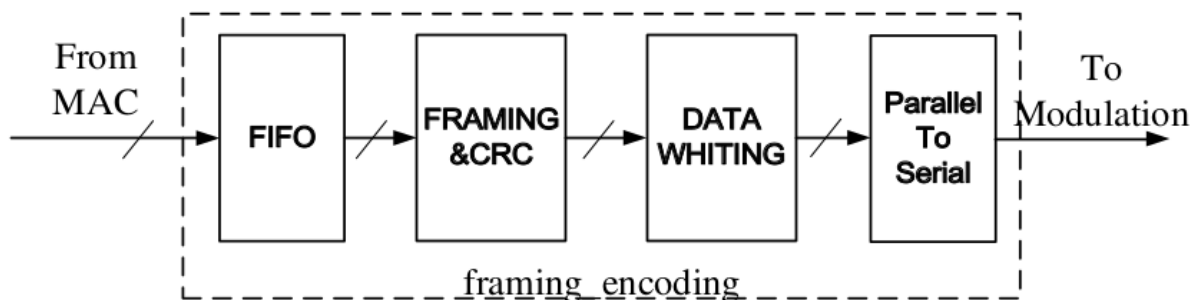 From
MAC
FIFO
FRAMING
&CRC
DATA
WHITING
Parallel
To
Serial
To
Modulation
framing_encoding